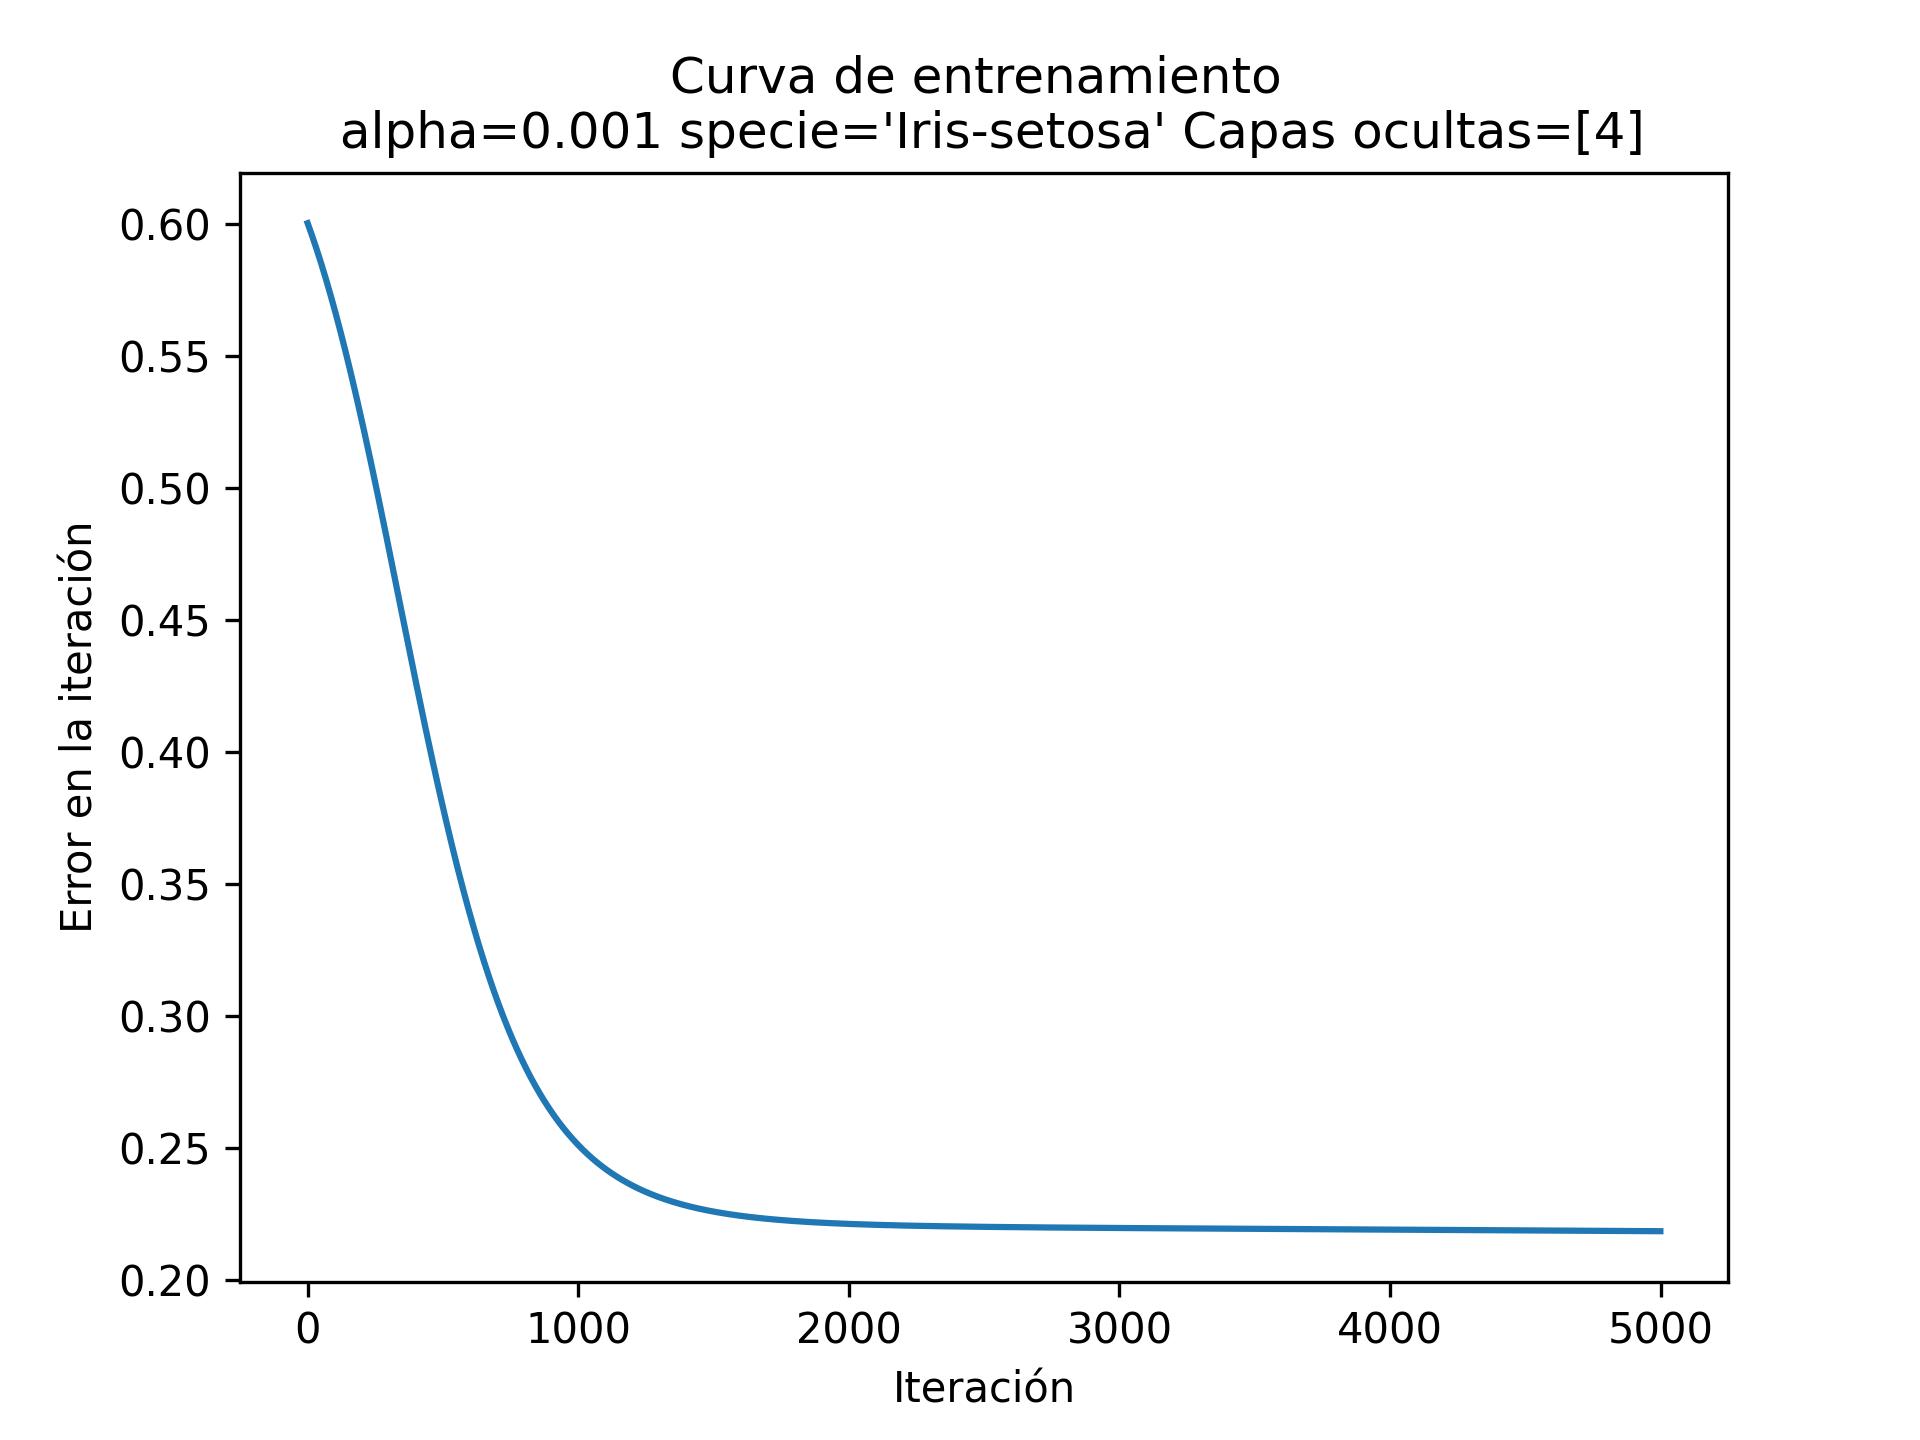 Curva de entrenamiento
alpha=0.001 specie='Iris-setosa' Capas ocultas=[4]
Error en la iteración
0.60
0.55
0.50
0.45
0.40
0.35
0.30
0.25
0.20
0 1000 2000 3000 4000 5000
Iteración